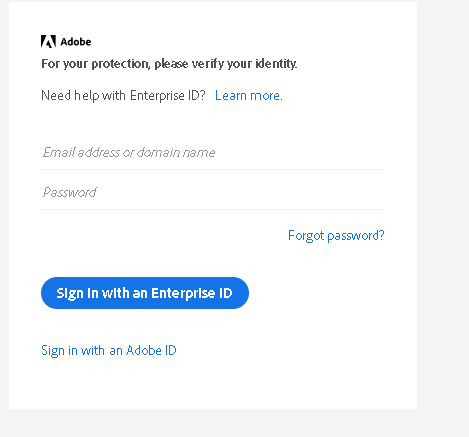 Adobe
For your protection, please verify your identity.
Need help with Enterprise ID? Learn more.
Email address or domain name
Password
Forgot password?
Sign in with an Enterprise ID
Sign in with an Adobe ID